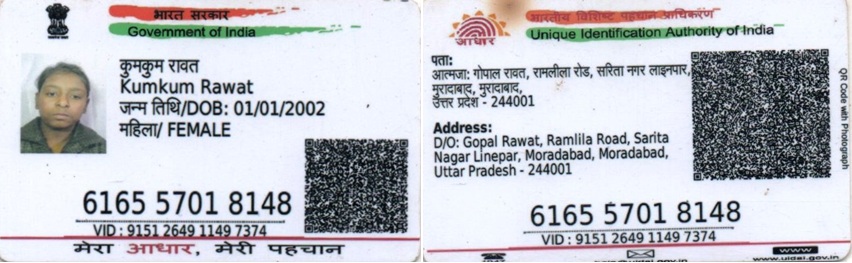 भारत सरकार
Government of India
कुमकुम रावत
Kumkum Rawat
जन्म तिथि/DOB: 01/01/2002
महिला/ FEMALE
6165 5701 8148
VID : 9151 2649 1149 7374
मेरा आधार, मेरी पहचान
भारतीय विशिष्ट पहचान प्राधिकरण
Unique Identification Authority of India
आधार
पता:
आत्मजा: गोपाल रावत, रामलीला रोड, सरिता नगर लाइनपार,
मुरादाबाद, मुरादाबाद,
उत्तर प्रदेश - 244001
Address:
D/O: Gopal Rawat, Ramlila Road, Sarita
Nagar Linepar, Moradabad, Moradabad,
Uttar Pradesh - 244001
QR Code with Photograph
6165 5701 8148
VID : 9151 2649 1149 7374
www
www.uidai.gov.in